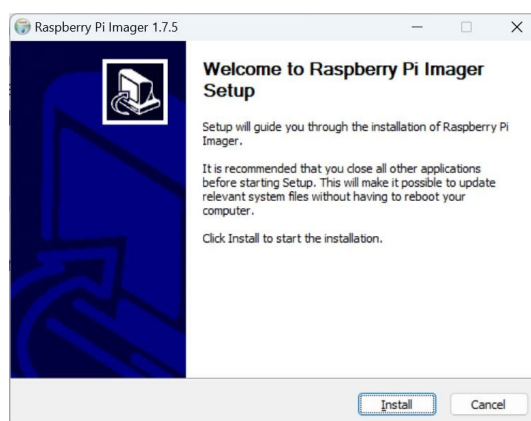 Raspberry Pi Imager 1.7.5
Welcome to Raspberry Pi Imager
Setup
Setup will guide you through the installation of Raspberry Pi
Imager.
It is recommended that you close all other applications
before starting Setup. This will make it possible to update
relevant system files without having to reboot your
computer.
Click Install to start the installation.
Install
Cancel